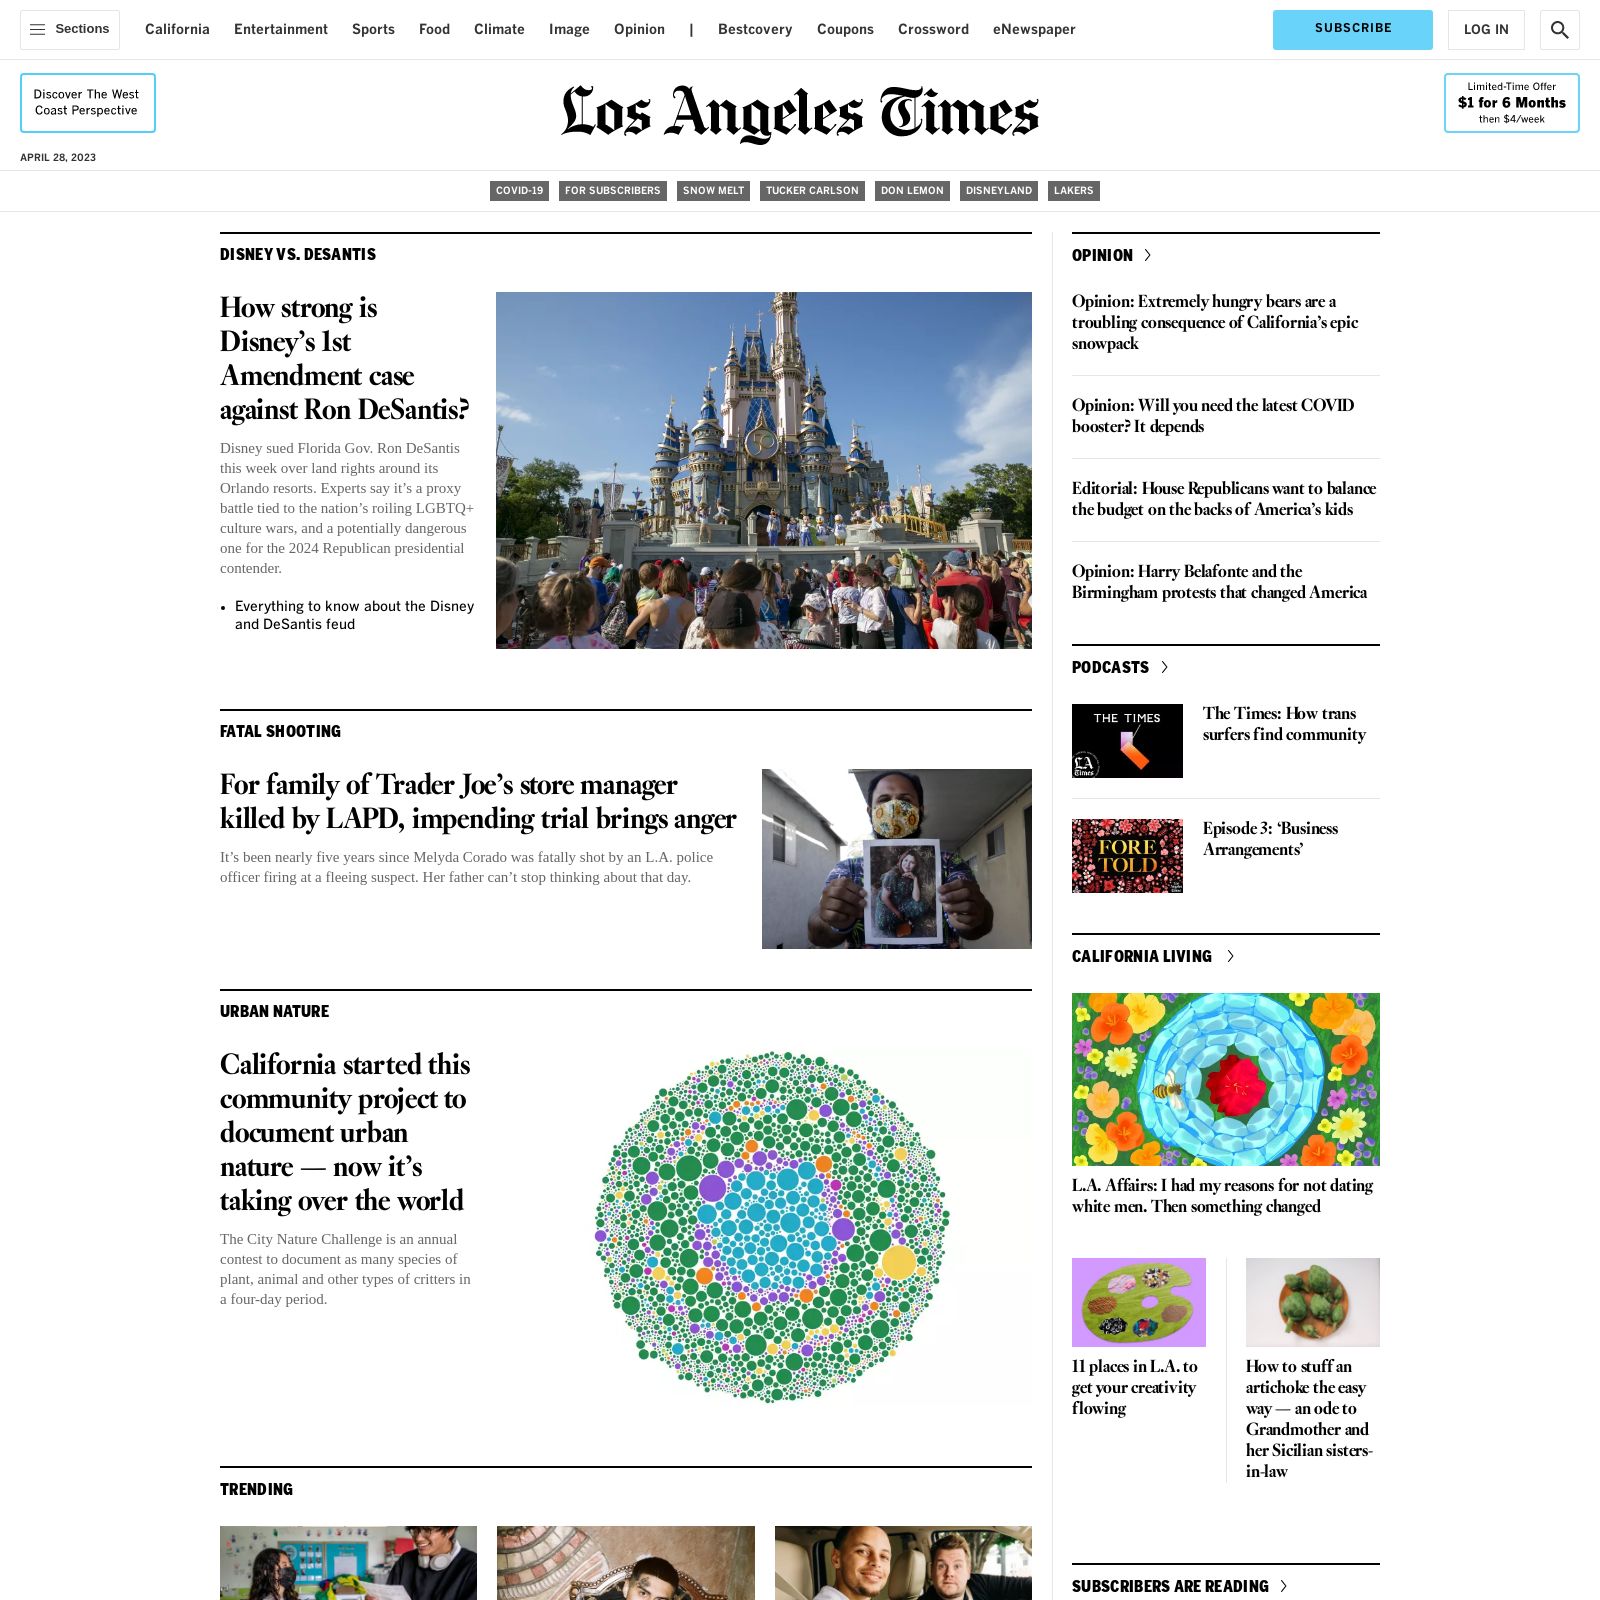 Sections
California Entertainment Sports Food Climate Image Opinion | Bestcovery Coupons Crossword eNewspaper
SUBSCRIBE
LOG IN
Discover The West
Coast Perspective
Los Angeles Times
Limited-Time Offer
$1 for 6 Months
then $4/week
APRIL 28, 2023
COVID-19 FOR SUBSCRIBERS SNOW MELT TUCKER CARLSON DON LEMON DISNEYLAND LAKERS
DISNEY VS. DESANTIS
How strong is
Disney’s 1st
Amendment case
against Ron DeSantis?
Disney sued Florida Gov. Ron DeSantis
this week over land rights around its
Orlando resorts. Experts say it’s a proxy
battle tied to the nation’s roiling LGBTQ+
culture wars, and a potentially dangerous
one for the 2024 Republican presidential
contender.
• Everything to know about the Disney
and DeSantis feud
FATAL SHOOTING
For family of Trader Joe’s store manager
killed by LAPD, impending trial brings anger
It’s been nearly five years since Melyda Corado was fatally shot by an L.A. police
officer firing at a fleeing suspect. Her father can’t stop thinking about that day.
URBAN NATURE
California started this
community project to
document urban
nature — now it’s
taking over the world
The City Nature Challenge is an annual
contest to document as many species of
plant, animal and other types of critters in
a four-day period.
TRENDING
OPINION
Opinion: Extremely hungry bears are a
troubling consequence of California’s epic
snowpack
Opinion: Will you need the latest COVID
booster? It depends
Editorial: House Republicans want to balance
the budget on the backs of America’s kids
Opinion: Harry Belafonte and the
Birmingham protests that changed America
PODCASTS
THE TIMES
LA
Times
The Times: How trans
surfers find community
FORE
TOLD
Episode 3: ‘Business
Arrangements’
CALIFORNIA LIVING
L.A. Affairs: I had my reasons for not dating
white men. Then something changed
11 places in L.A. to
get your creativity
flowing
How to stuff an
artichoke the easy
way — an ode to
Grandmother and
her Sicilian sisters-
in-law
SUBSCRIBERS ARE READING